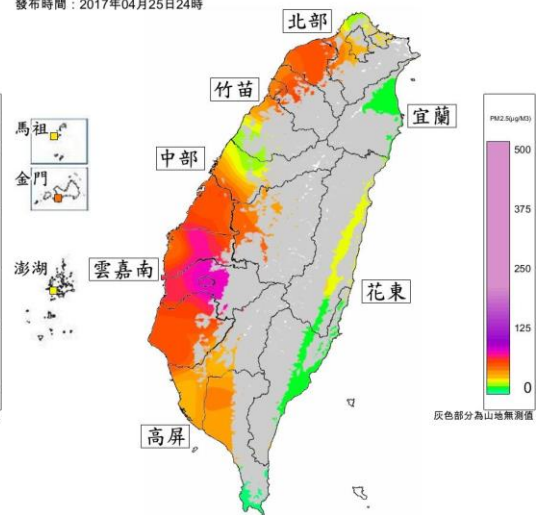 發布時間：2017年04月25日24時
北部
竹苗
宜蘭
馬祖
中部
金門
澎湖
雲嘉南
花東
高屏
PM2.5(μg/M3)
500
375
250
125
0
灰色部分為山地無測值